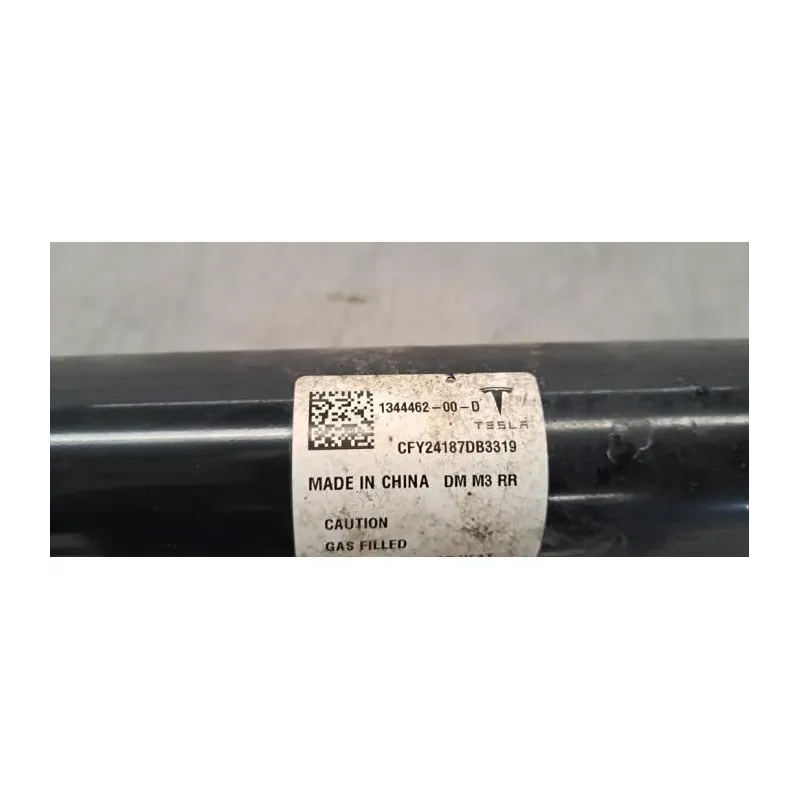 1344462-00-D
TESLA
CFY24187DB3319
MADE IN CHINA DM M3 RR
CAUTION
GAS FILLED